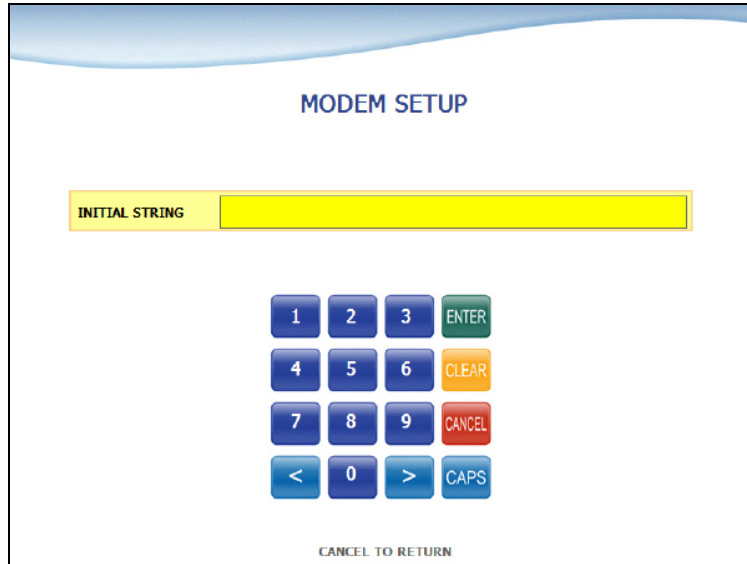 MODEM SETUP
INITIAL STRING
1 2 3 ENTER
4 5 6 CLEAR
7 8 9 CANCEL
< 0 > CAPS
CANCEL TO RETURN